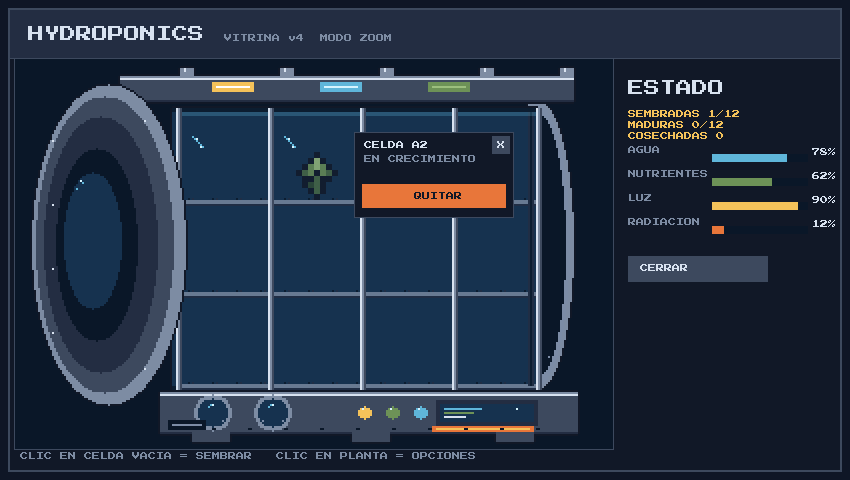 HYDROPONICS VITRINA v4 MODO ZOOM
ESTADO
SEMBRADAS 1/12
MADURAS 0/12
COSECHADAS 0
AGUA 78%
NUTRIENTES 62%
LUZ 90%
RADIACION 12%
CERRAR
CELDA A2 X
EN CRECIMIENTO
QUITAR
CLIC EN CELDA VACIA = SEMBRAR CLIC EN PLANTA = OPCIONES